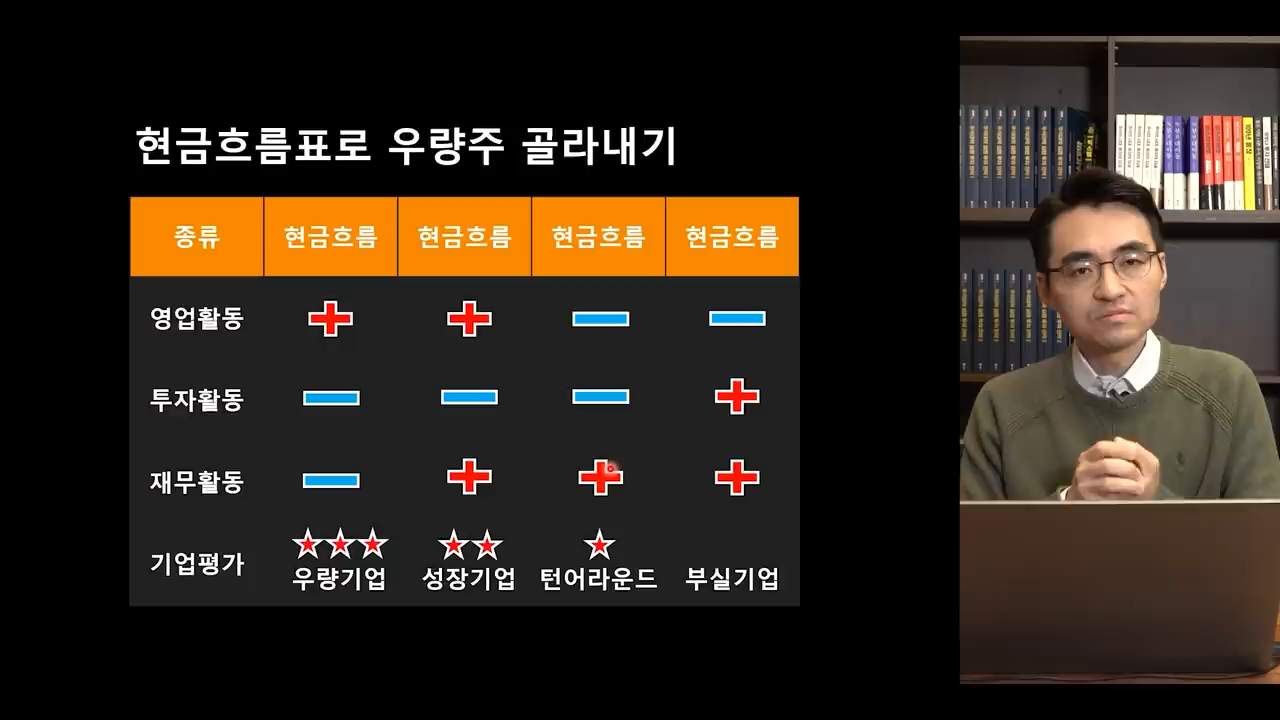 현금흐름표로 우량주 골라내기
종류 현금흐름 현금흐름 현금흐름 현금흐름
영업활동
투자활동
재무활동
기업평가 우량기업 성장기업 턴어라운드 부실기업